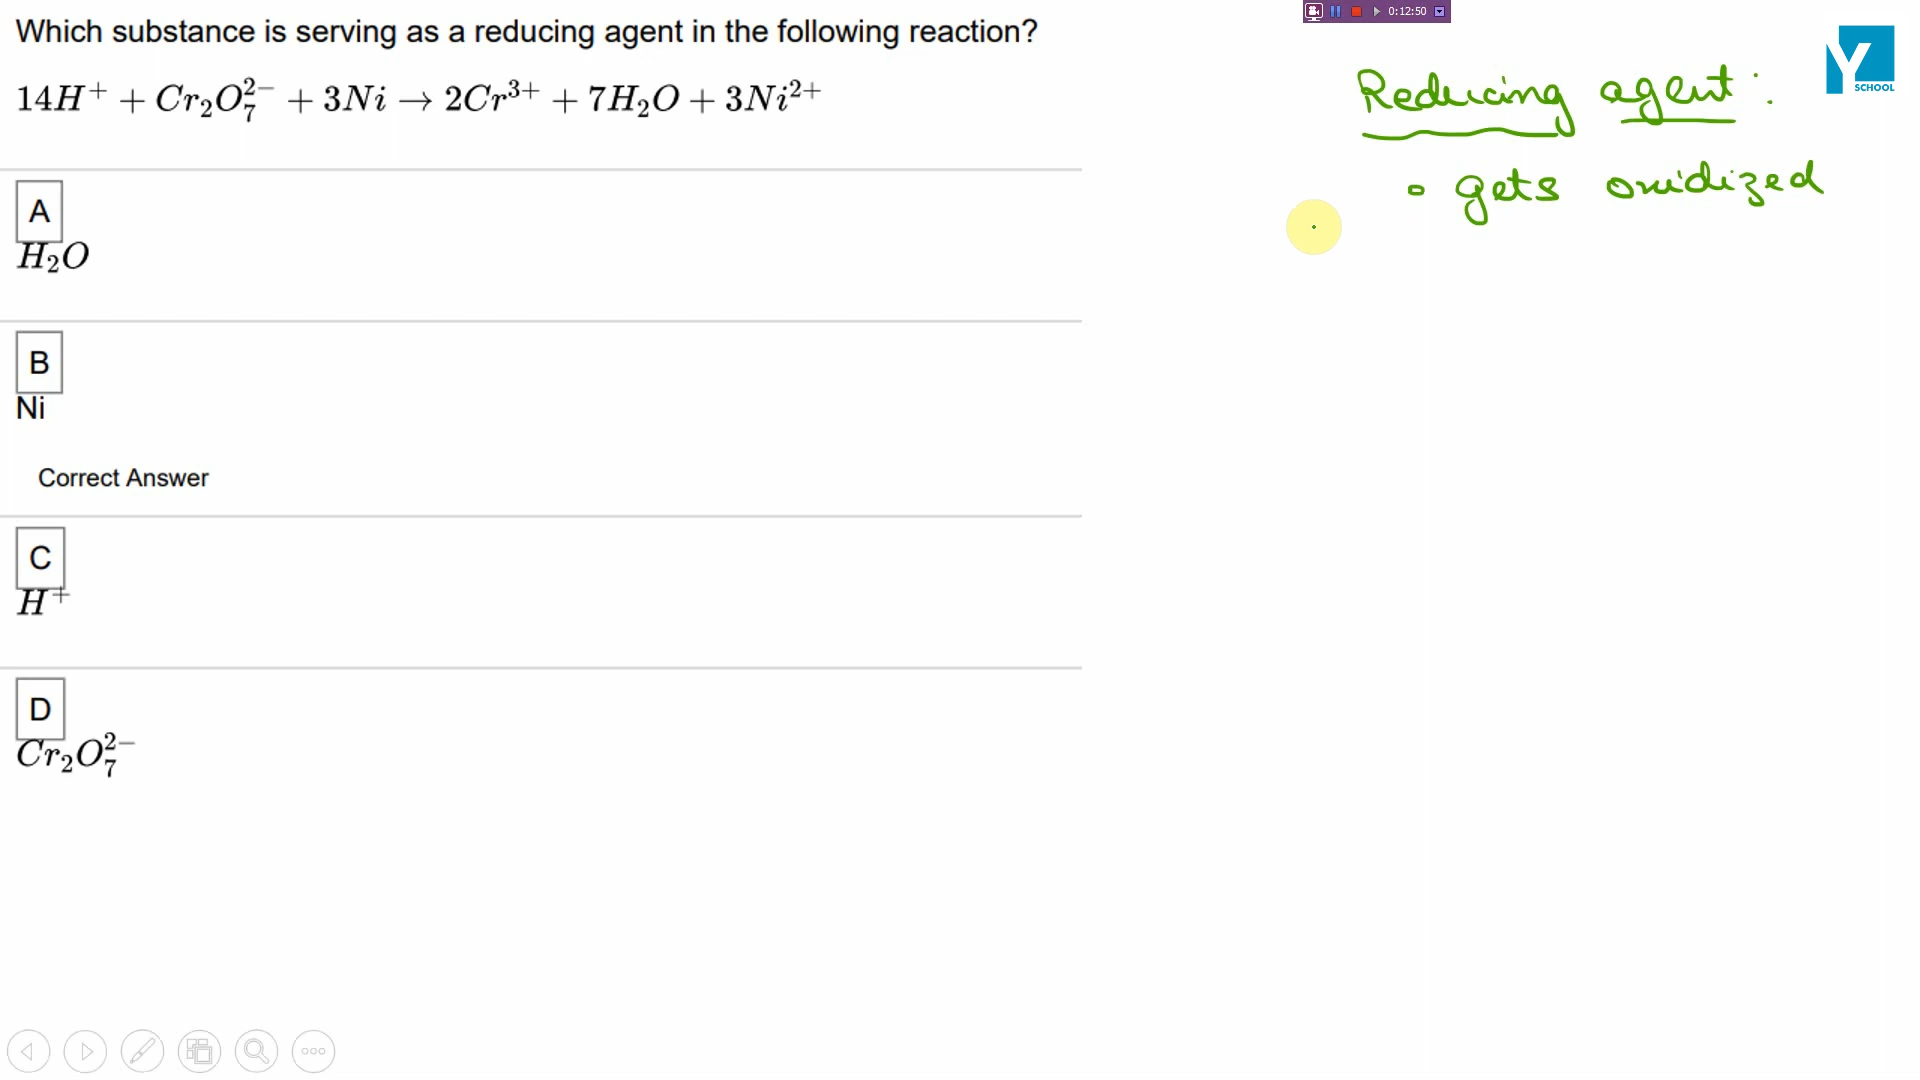 Which substance is serving as a reducing agent in the following reaction?
14H⁺ + Cr₂O₇²⁻ + 3Ni → 2Cr³⁺ + 7H₂O + 3Ni²⁺
A
H₂O
B
Ni
Correct Answer
C
H⁺
D
Cr₂O₇²⁻
0:12:50
Reducing agent :
• gets oxidized
Y
SCHOOL